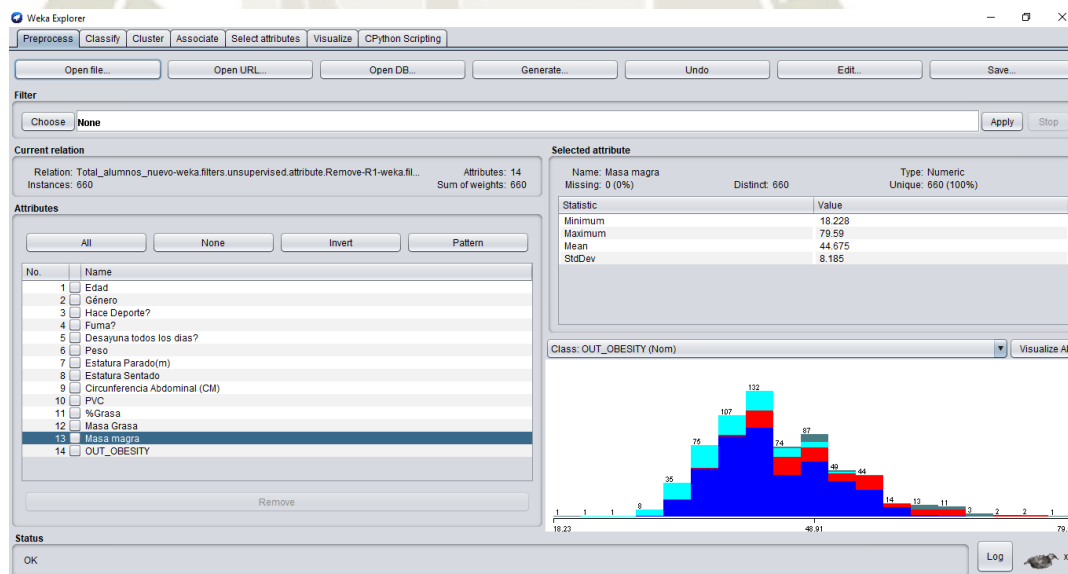 Weka Explorer
Preprocess Classify Cluster Associate Select attributes Visualize CPython Scripting
Open file... Open URL... Open DB... Generate... Undo Edit... Save...
Filter
Choose None Apply Stop
Current relation
Relation: Total_alumnos_nuevo-weka.filters.unsupervised.attribute.Remove-R1-weka.fil... Attributes: 14
Instances: 660 Sum of weights: 660
Selected attribute
Name: Masa magra Type: Numeric
Missing: 0 (0%) Distinct: 660 Unique: 660 (100%)
Statistic Value
Minimum 18.228
Maximum 79.59
Mean 44.675
StdDev 8.185
Attributes
All None Invert Pattern
No. Name
1 Edad
2 Género
3 Hace Deporte?
4 Fuma?
5 Desayuna todos los dias?
6 Peso
7 Estatura Parado(m)
8 Estatura Sentado
9 Circunferencia Abdominal (CM)
10 PVC
11 %Grasa
12 Masa Grasa
13 Masa magra
14 OUT_OBESITY
Remove
Class: OUT_OBESITY (Nom) Visualize Al
1 1 1 8 35 75 107 132 74 87 49 44 14 13 11 3 2 2 1
18.23 48.91 79.
Status
OK
Log x